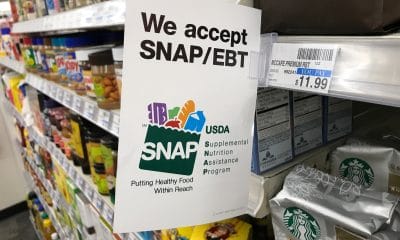 We accept
SNAP/EBT
SNAP
USDA
Supplemental
Nutrition
Assistance
Program
Putting Healthy Food
Within Reach
11.99